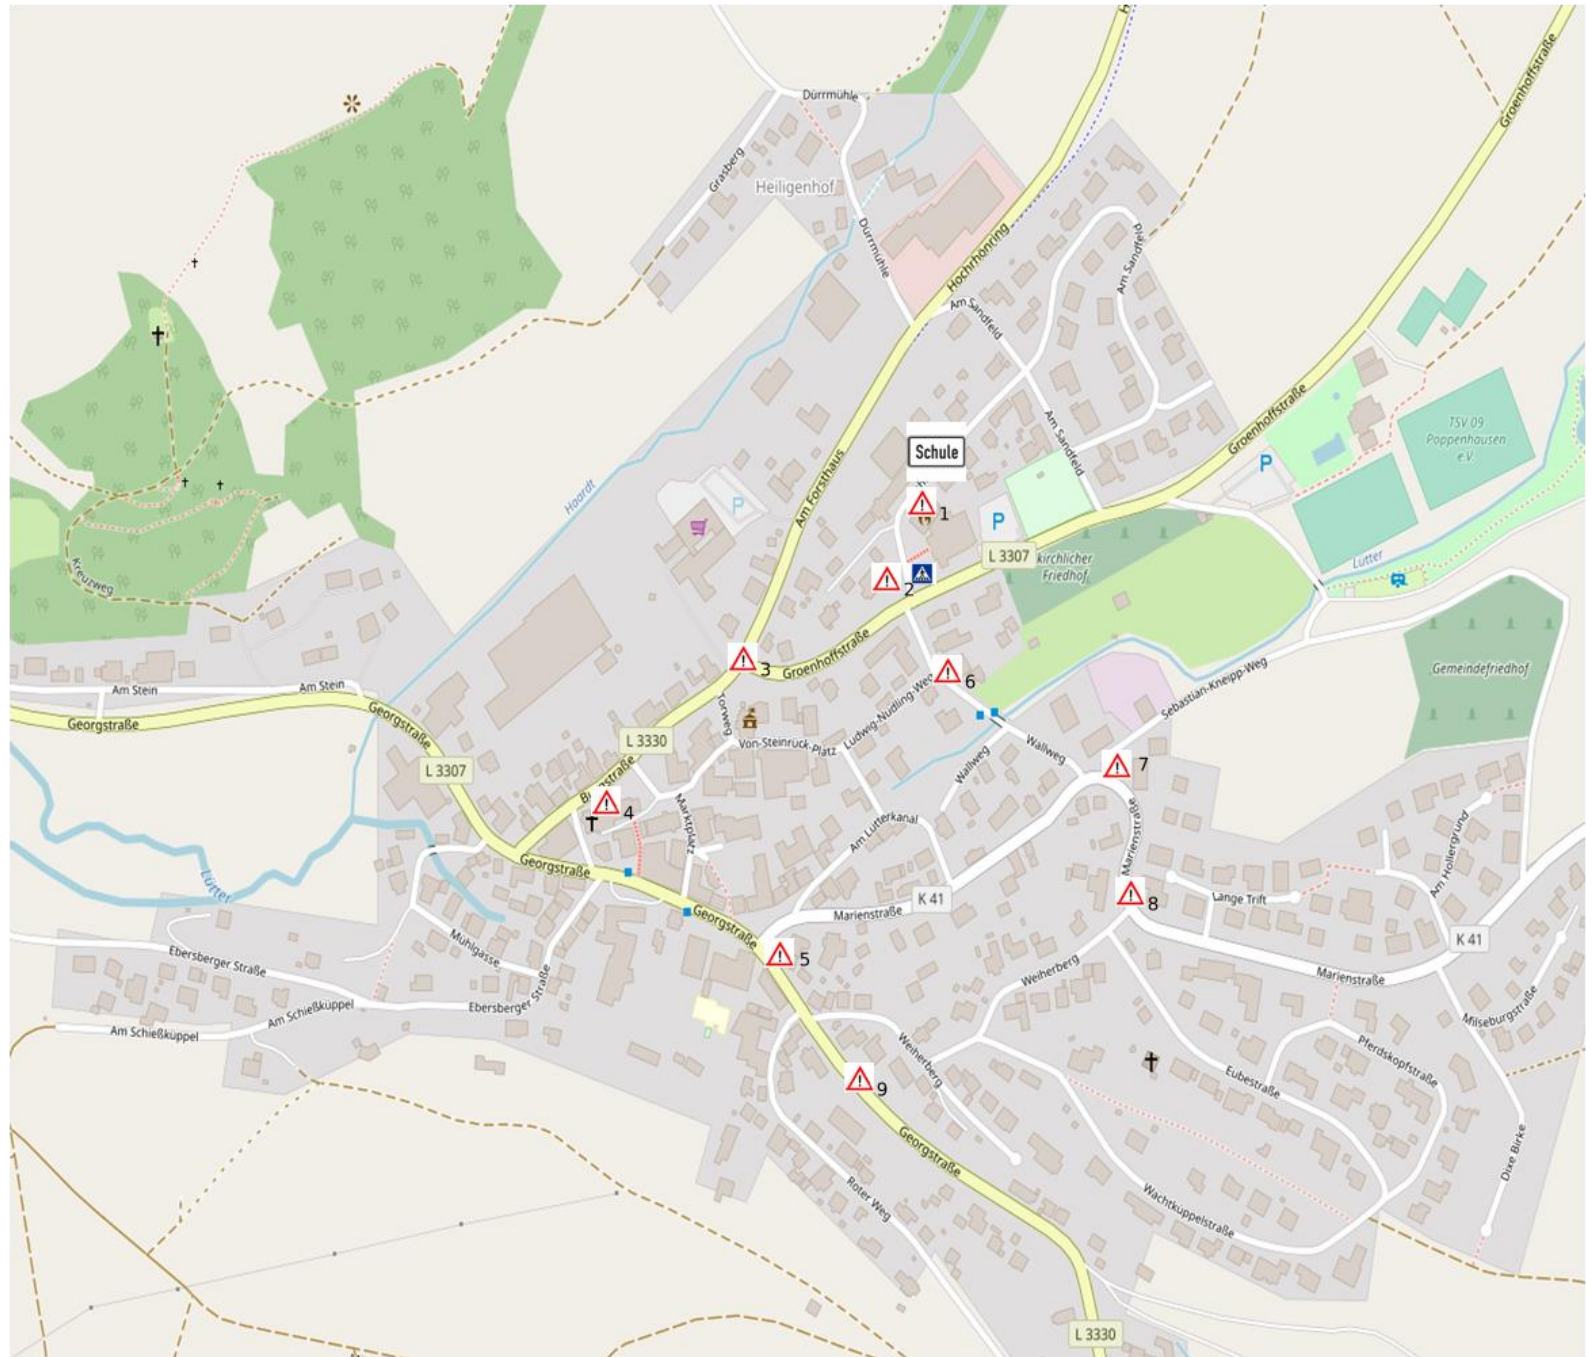 Dürrmühle
Groenhoffstraße
Grasberg
Heiligenhof
Dürrmühle
Hochrhönring
Am Sandfeld
Am Sandfeld
Haardt
Am Forsthaus
Schule
Am Sandfeld
Groenhoffstraße
TSV 09
Poppenhausen
e.V.
P
P
P
1
L 3307
kirchlicher
Friedhof
Lütter
2
Kreuzweg
Groenhoffstraße
3
6
Gemeindefriedhof
Am Stein
Am Stein
Georgstraße
Georgstraße
Torweg
Ludwig-Nüdling-Weg
Sebastian-Kneipp-Weg
L 3330
Von-Steinrück-Platz
Wallweg
Wallweg
L 3307
7
4
Marktplatz
Am Lütterkanal
Marienstraße
Georgstraße
Lütter
K 41
Am Hollergrund
Lange Trift
8
Marienstraße
Georgstraße
K 41
Mühlgasse
Ebersberger Straße
5
Weiherberg
Marienstraße
Ebersberger Straße
Am Schießküppel
Am Schießküppel
Milseburgstraße
Weiherberg
Pferdskopfstraße
Eubestraße
9
Georgstraße
Dixe Birke
Roter Weg
Wachtküppelstraße
L 3330